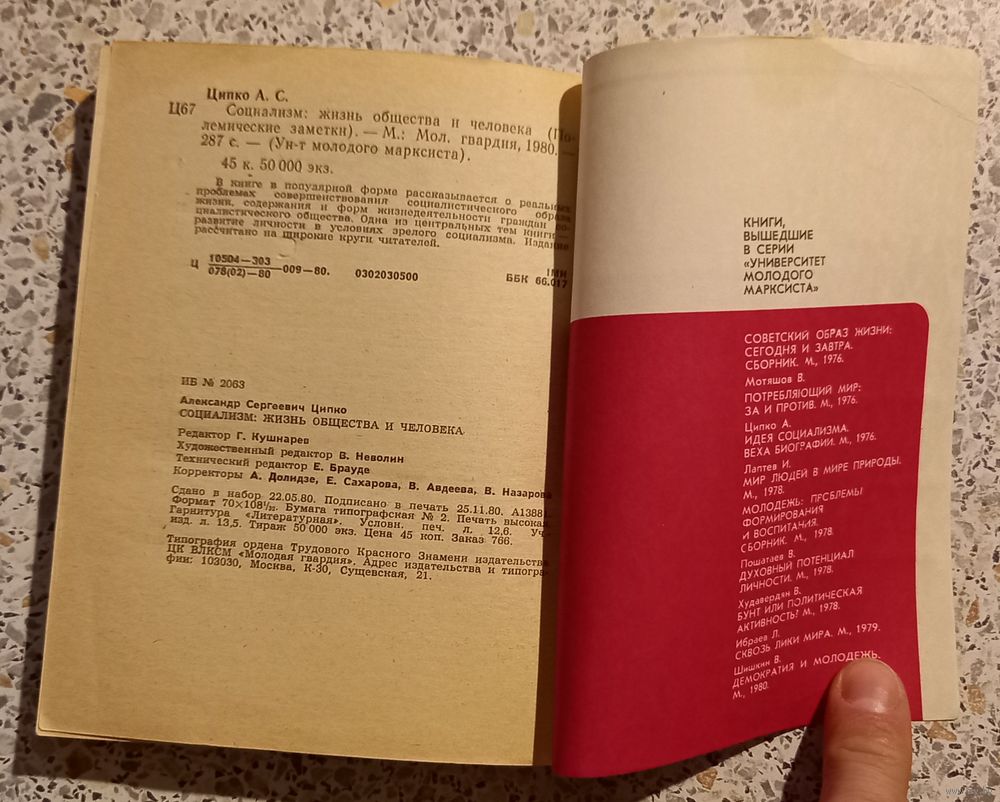 Ципко А. С.
Ц67 Социализм: жизнь общества и человека (По-
лемические заметки). — М.: Мол. гвардия, 1980. —
287 с. — (Ун-т молодого марксиста).
45 к. 50 000 экз.
В книге в популярной форме рассказывается о реальных
проблемах совершенствования социалистического образа
жизни, содержания и форм жизнедеятельности граждан со-
циалистического общества. Одна из центральных тем книги —
развитие личности в условиях зрелого социализма. Издание
рассчитано на широкие круги читателей.
Ц 10504—303
078(02)—80 —009—80. 0302030500
1МИ
ББК 66.017
ИБ № 2063
Александр Сергеевич Ципко
СОЦИАЛИЗМ: ЖИЗНЬ ОБЩЕСТВА И ЧЕЛОВЕКА
Редактор Г. Кушнарев
Художественный редактор В. Неволин
Технический редактор Е. Брауде
Корректоры А. Долидзе, Е. Сахарова, В. Авдеева, В. Назарова
Сдано в набор 22.05.80. Подписано в печать 25.11.80. А1388
Формат 70×108¹/₃₂. Бумага типографская № 2. Печать высокая.
Гарнитура «Литературная». Условн. печ. л. 12,6. Уч.-
изд. л. 13,5. Тираж 50 000 экз. Цена 45 коп. Заказ 766.
Типография ордена Трудового Красного Знамени издательства
ЦК ВЛКСМ «Молодая гвардия». Адрес издательства и типогра-
фии: 103030, Москва, К-30, Сущевская, 21.
КНИГИ,
ВЫШЕДШИЕ
В СЕРИИ
«УНИВЕРСИТЕТ
МОЛОДОГО
МАРКСИСТА»
СОВЕТСКИЙ ОБРАЗ ЖИЗНИ:
СЕГОДНЯ И ЗАВТРА.
СБОРНИК. М., 1976.
Мотяшов В.
ПОТРЕБЛЯЮЩИЙ МИР:
ЗА И ПРОТИВ. М., 1976.
Ципко А.
ИДЕЯ СОЦИАЛИЗМА.
ВЕХА БИОГРАФИИ. М., 1976.
Лаптев И.
МИР ЛЮДЕЙ В МИРЕ ПРИРОДЫ.
М., 1978.
МОЛОДЕЖЬ: ПРОБЛЕМЫ
ФОРМИРОВАНИЯ
И ВОСПИТАНИЯ.
СБОРНИК. М., 1978.
Пошатаев В.
ДУХОВНЫЙ ПОТЕНЦИАЛ
ЛИЧНОСТИ. М., 1978.
Худавердян В.
БУНТ ИЛИ ПОЛИТИЧЕСКАЯ
АКТИВНОСТЬ? М., 1978.
Ибраев Л.
СКВОЗЬ ЛИКИ МИРА. М., 1979.
Шишкин В.
ДЕМОКРАТИЯ И МОЛОДЕЖЬ.
М., 1980.